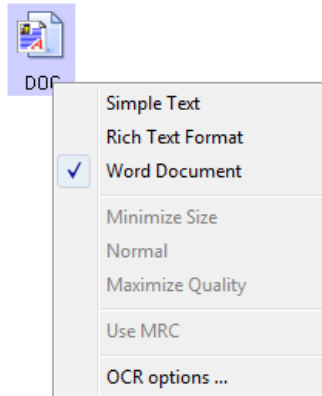 DOC
Simple Text
Rich Text Format
Word Document
Minimize Size
Normal
Maximize Quality
Use MRC
OCR options ...